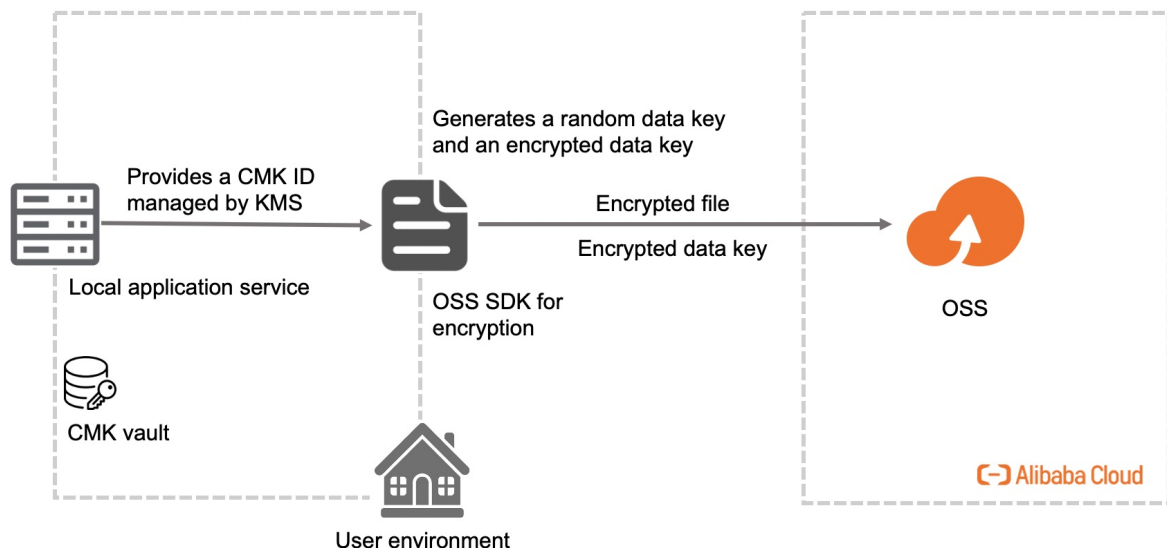 Generates a random data key
and an encrypted data key
Provides a CMK ID
managed by KMS
Encrypted file
Encrypted data key
Local application service
OSS SDK for
encryption
OSS
CMK vault
Alibaba Cloud
User environment